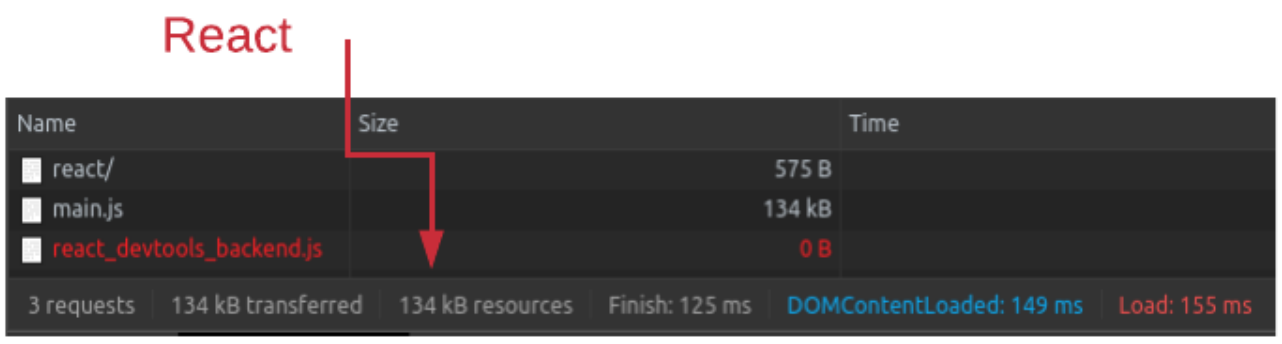 React
Name Size Time
react/ 575 B
main.js 134 kB
react_devtools_backend.js 0 B
3 requests 134 kB transferred 134 kB resources Finish: 125 ms DOMContentLoaded: 149 ms Load: 155 ms